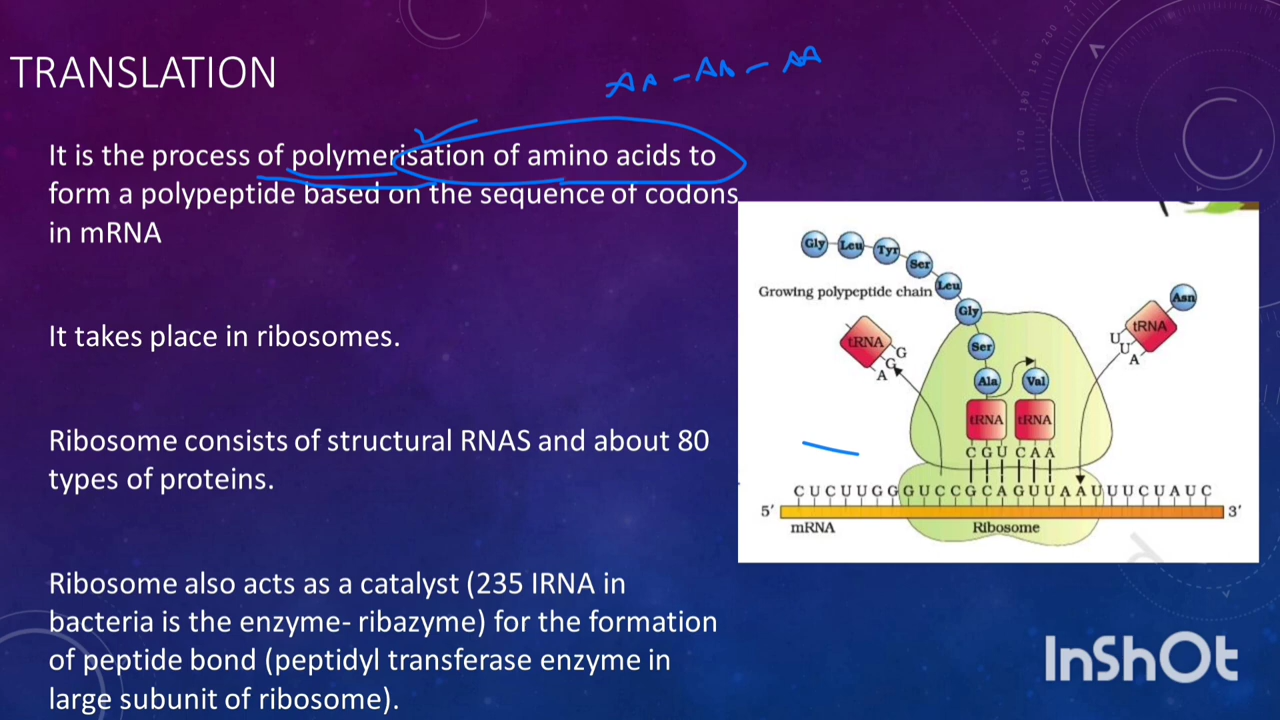 TRANSLATION
AA - AA - AA
It is the process of polymerisation of amino acids to
form a polypeptide based on the sequence of codons
in mRNA
It takes place in ribosomes.
Ribosome consists of structural RNAS and about 80
types of proteins.
Ribosome also acts as a catalyst (235 IRNA in
bacteria is the enzyme- ribazyme) for the formation
of peptide bond (peptidyl transferase enzyme in
large subunit of ribosome).
Gly Leu Tyr Ser Leu Gly Ser Ala Val
Growing polypeptide chain
Asn
tRNA
A G G
tRNA
U U A
tRNA tRNA
C G U C A A
C U C U U G G G U C C G C A G U U A A U U U C U A U C
5′ 3′
mRNA Ribosome
InShOt